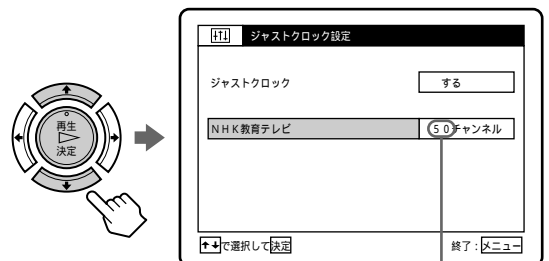 ジャストクロック設定
ジャストクロック
する
再生
決定
NHK教育テレビ
50チャンネル
で選択して決定
終了:メニュー